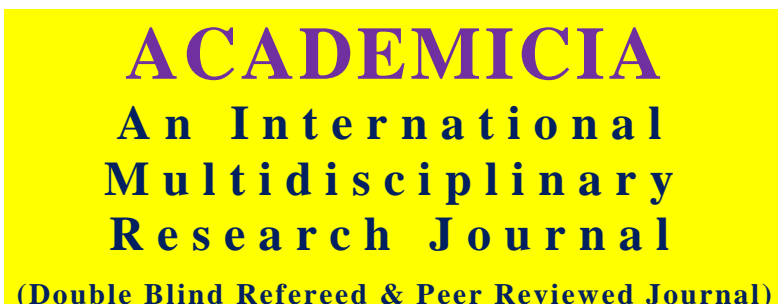 ACADEMICIA
An International
Multidisciplinary
Research Journal
(Double Blind Refereed & Peer Reviewed Journal)